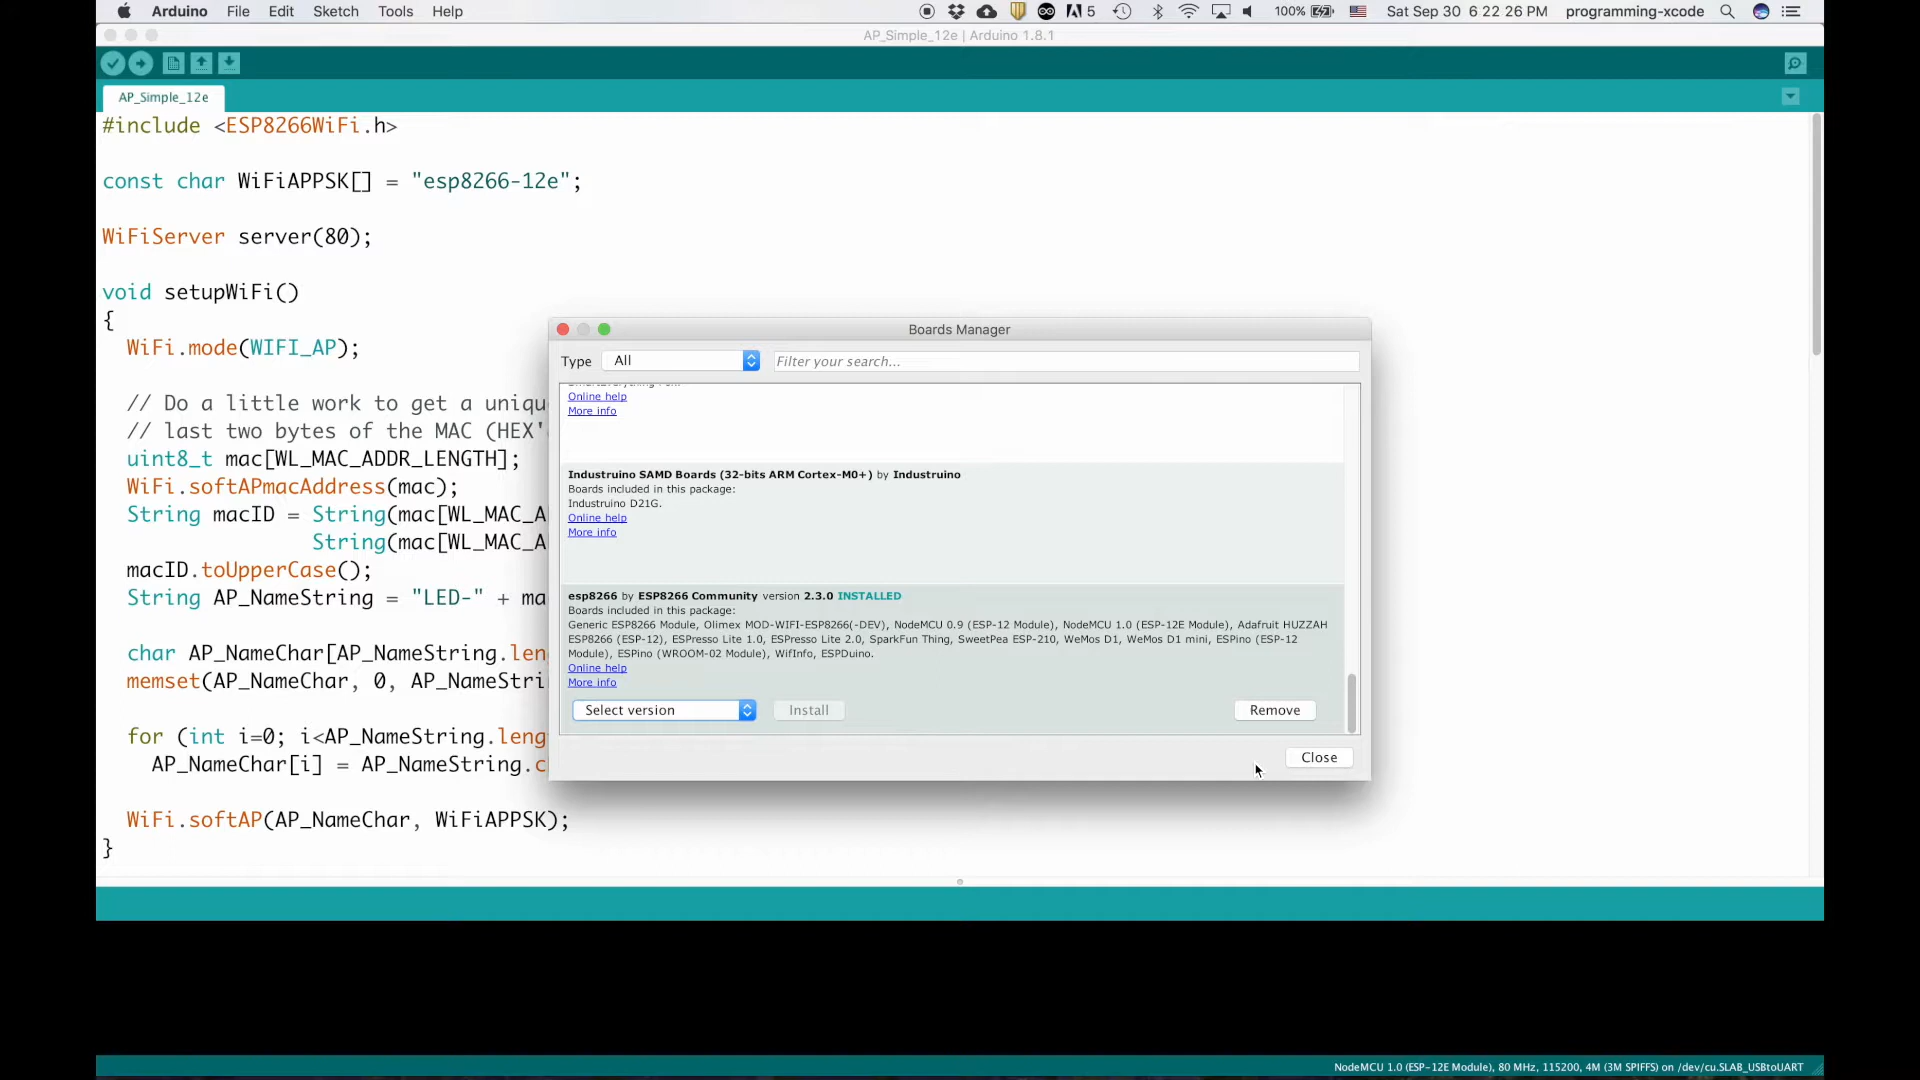 Arduino File Edit Sketch Tools Help 5 100% Sat Sep 30 6 22 26 PM programming-xcode
AP_Simple_12e | Arduino 1.8.1
AP_Simple_12e
#include <ESP8266WiFi.h>
const char WiFiAPPSK[] = "esp8266-12e";
WiFiServer server(80);
void setupWiFi()
{
WiFi.mode(WIFI_AP);
// Do a little work to get a uniqu
// last two bytes of the MAC (HEX'
uint8_t mac[WL_MAC_ADDR_LENGTH];
WiFi.softAPmacAddress(mac);
String macID = String(mac[WL_MAC_A
String(mac[WL_MAC_A
macID.toUpperCase();
String AP_NameString = "LED-" + ma
char AP_NameChar[AP_NameString.len
memset(AP_NameChar, 0, AP_NameStri
for (int i=0; i<AP_NameString.leng
AP_NameChar[i] = AP_NameString.c
WiFi.softAP(AP_NameChar, WiFiAPPSK);
}
Boards Manager
Type All Filter your search...
Online help
More info
Industruino SAMD Boards (32-bits ARM Cortex-M0+) by Industruino
Boards included in this package:
Industruino D21G.
Online help
More info
esp8266 by ESP8266 Community version 2.3.0 INSTALLED
Boards included in this package:
Generic ESP8266 Module, Olimex MOD-WIFI-ESP8266(-DEV), NodeMCU 0.9 (ESP-12 Module), NodeMCU 1.0 (ESP-12E Module), Adafruit HUZZAH
ESP8266 (ESP-12), ESPresso Lite 1.0, ESPresso Lite 2.0, SparkFun Thing, SweetPea ESP-210, WeMos D1, WeMos D1 mini, ESPino (ESP-12
Module), ESPino (WROOM-02 Module), WifInfo, ESPDuino.
Online help
More info
Select version Install Remove
Close
NodeMCU 1.0 (ESP-12E Module), 80 MHz, 115200, 4M (3M SPIFFS) on /dev/cu.SLAB_USBtoUART